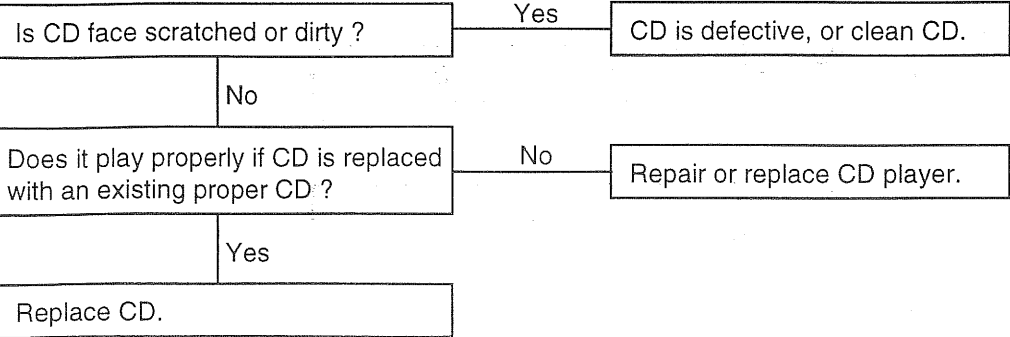 Is CD face scratched or dirty ?
Yes
CD is defective, or clean CD.
No
Does it play properly if CD is replaced
with an existing proper CD ?
No
Repair or replace CD player.
Yes
Replace CD.